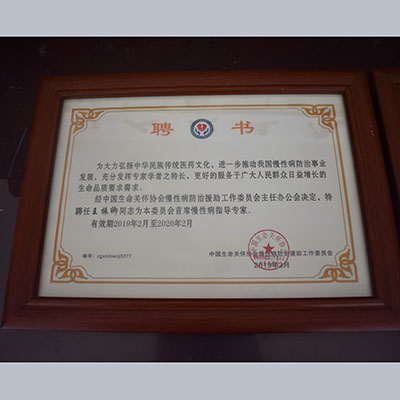 聘 书
为大力弘扬中华民族传统医药文化，进一步推动我国慢性病防治事业
发展，充分发挥专家学者之特长，更好的服务于广大人民群众日益增长的
生命品质要求需求。
经中国生命关怀协会慢性病防治援助工作委员会主任办公会决定，特
聘任王栋卿同志为本委员会首席慢性病指导专家。
有效期2019年2月至2020年2月
编号：zgxmbwzj0277
中国生命关怀协会慢性病防治援助工作委员会
2019年2月